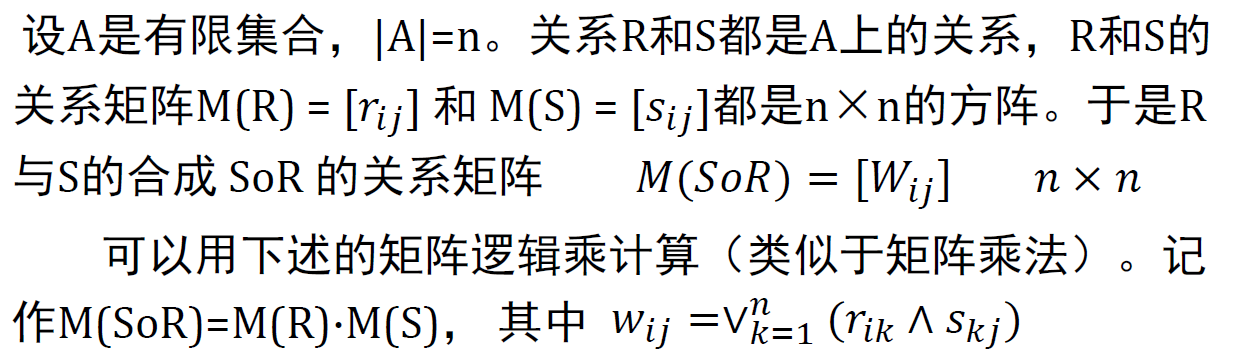 设A是有限集合，|A|=n。关系R和S都是A上的关系，R和S的
关系矩阵M(R) = [r_{ij}] 和 M(S) = [s_{ij}]都是n×n的方阵。于是R
与S的合成 SoR 的关系矩阵 M(SoR) = [W_{ij}] n × n
可以用下述的矩阵逻辑乘计算（类似于矩阵乘法）。记
作M(SoR)=M(R)·M(S)， 其中 w_{ij} =∨_{k=1}^{n} (r_{ik} ∧ s_{kj})